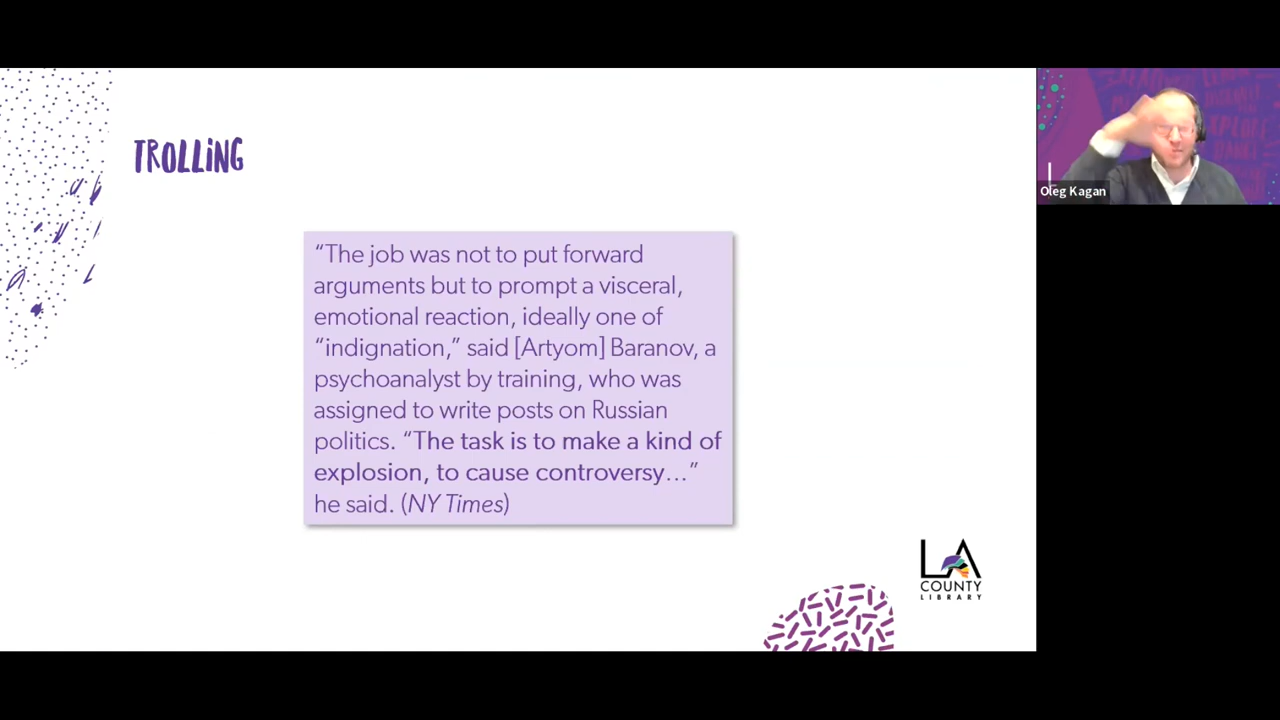 TROLLiNG
“The job was not to put forward
arguments but to prompt a visceral,
emotional reaction, ideally one of
“indignation,” said [Artyom] Baranov, a
psychoanalyst by training, who was
assigned to write posts on Russian
politics. “The task is to make a kind of
explosion, to cause controversy…”
he said. (NY Times)
LA
COUNTY
LIBRARY
Oleg Kagan